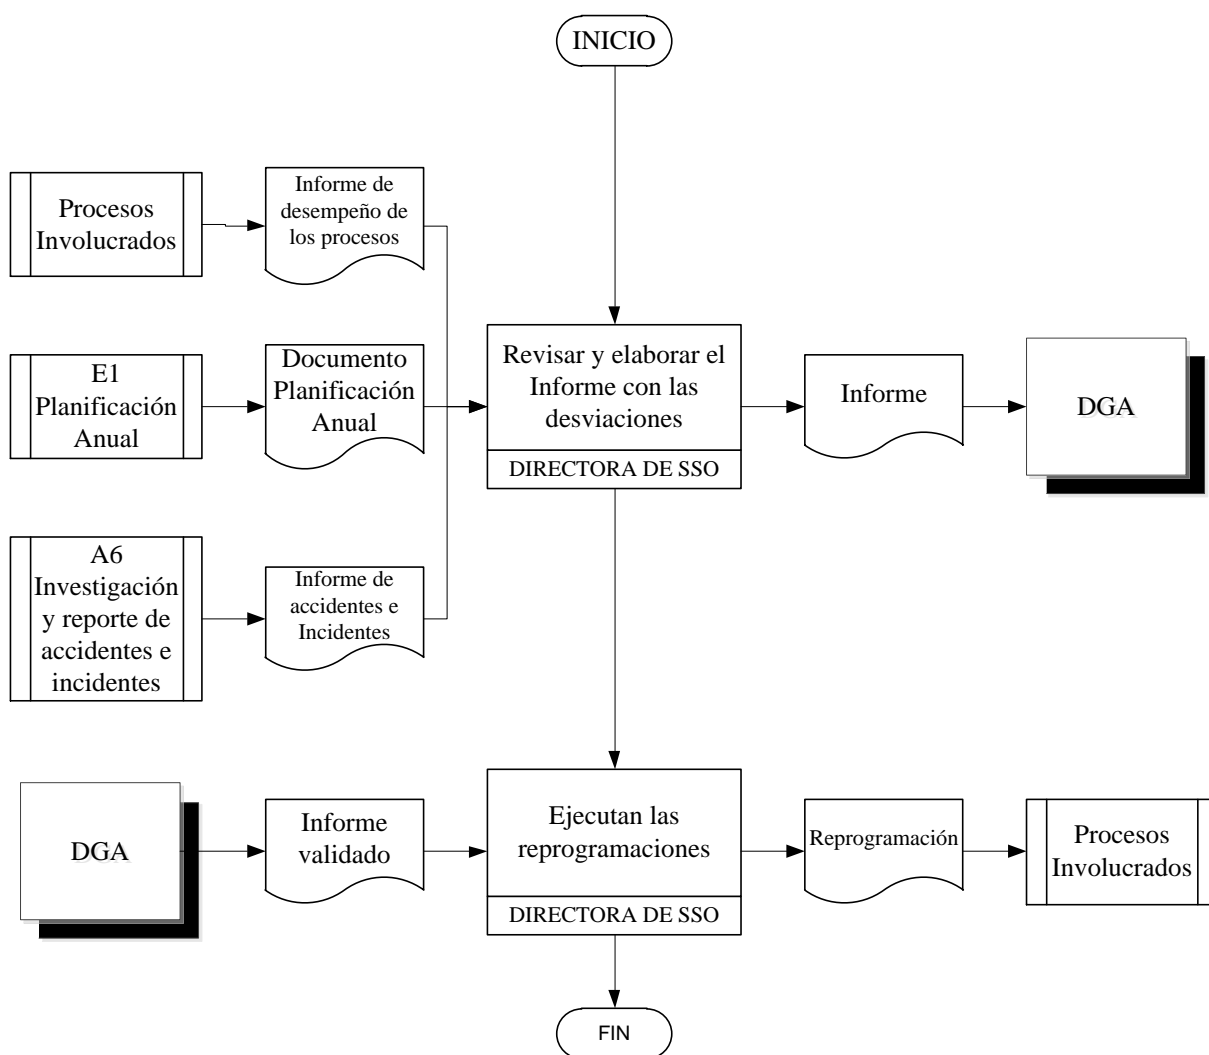 INICIO
Procesos
Involucrados
Informe de
desempeño de
los procesos
E1
Planificación
Anual
Documento
Planificación
Anual
Revisar y elaborar el
Informe con las
desviaciones
DIRECTORA DE SSO
Informe
DGA
A6
Investigación
y reporte de
accidentes e
incidentes
Informe de
accidentes e
Incidentes
DGA
Informe
validado
Ejecutan las
reprogramaciones
DIRECTORA DE SSO
Reprogramación
Procesos
Involucrados
FIN